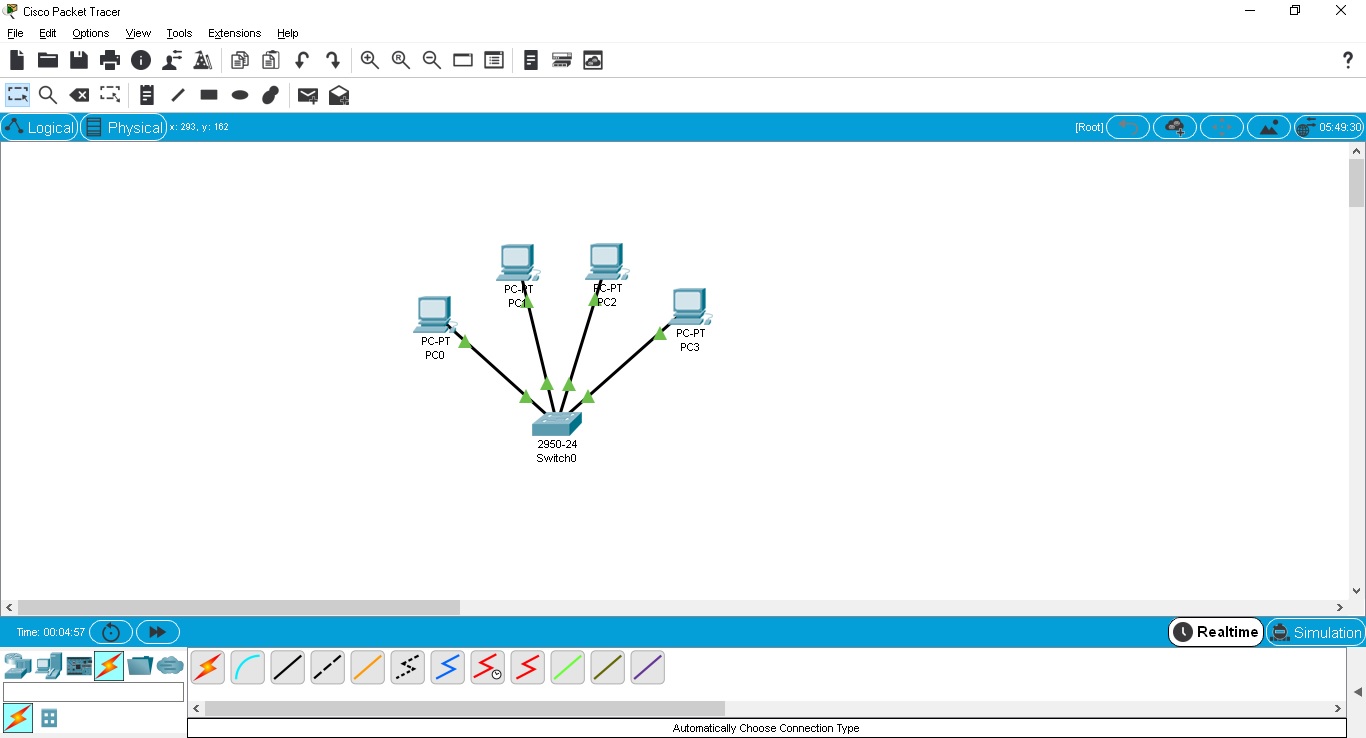 Cisco Packet Tracer
File Edit Options View Tools Extensions Help
?
Logical Physical x: 293, y: 162 [Root] 05:49:30
PC-PT
PC1
PC-PT
PC2
PC-PT
PC0
PC-PT
PC3
2950-24
Switch0
Time: 00:04:57 Realtime Simulation
Automatically Choose Connection Type